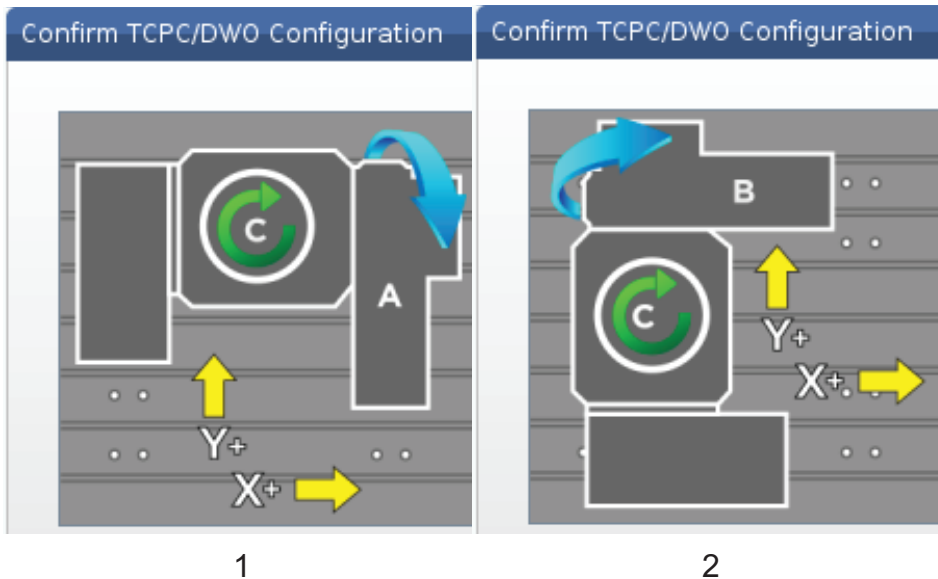 Confirm TCPC/DWO Configuration
C
A
Y+
X+
1
Confirm TCPC/DWO Configuration
B
C
Y+
X+
2